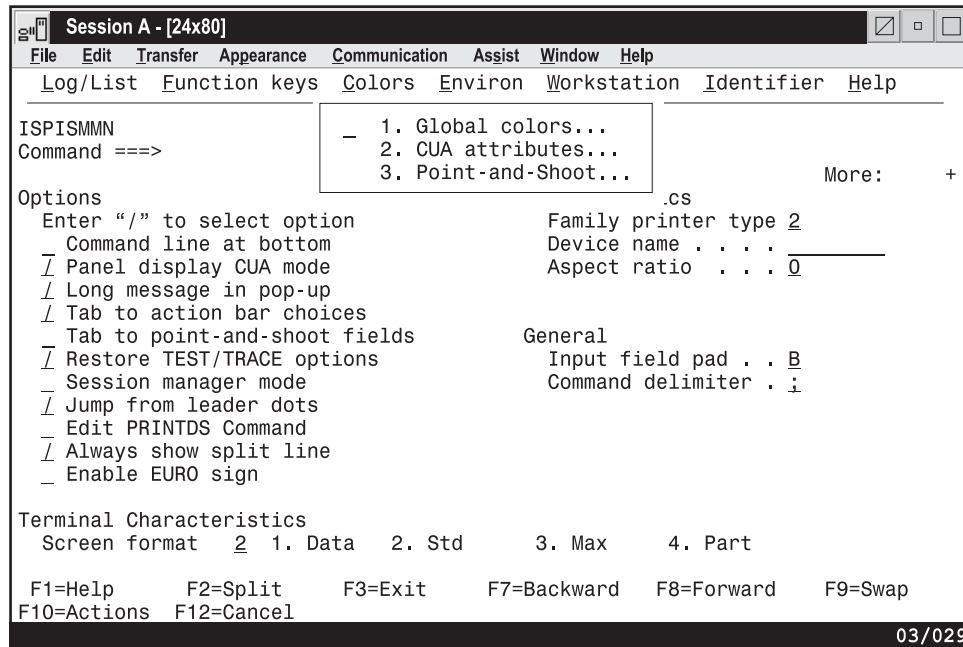 Session A - [24x80]
File Edit Transfer Appearance Communication Assist Window Help
Log/List Function keys Colors Environ Workstation Identifier Help
ISPISMMN
1. Global colors...
Command ===>
2. CUA attributes...
3. Point-and-Shoot...
More: +
Options .cs
Enter “/” to select option Family printer type 2
_ Command line at bottom Device name . . . . ________
/ Panel display CUA mode Aspect ratio . . . 0
/ Long message in pop-up
/ Tab to action bar choices
_ Tab to point-and-shoot fields General
/ Restore TEST/TRACE options Input field pad . . B
_ Session manager mode Command delimiter . ;
/ Jump from leader dots
_ Edit PRINTDS Command
/ Always show split line
_ Enable EURO sign
Terminal Characteristics
Screen format 2 1. Data 2. Std 3. Max 4. Part
F1=Help F2=Split F3=Exit F7=Backward F8=Forward F9=Swap
F10=Actions F12=Cancel
03/029